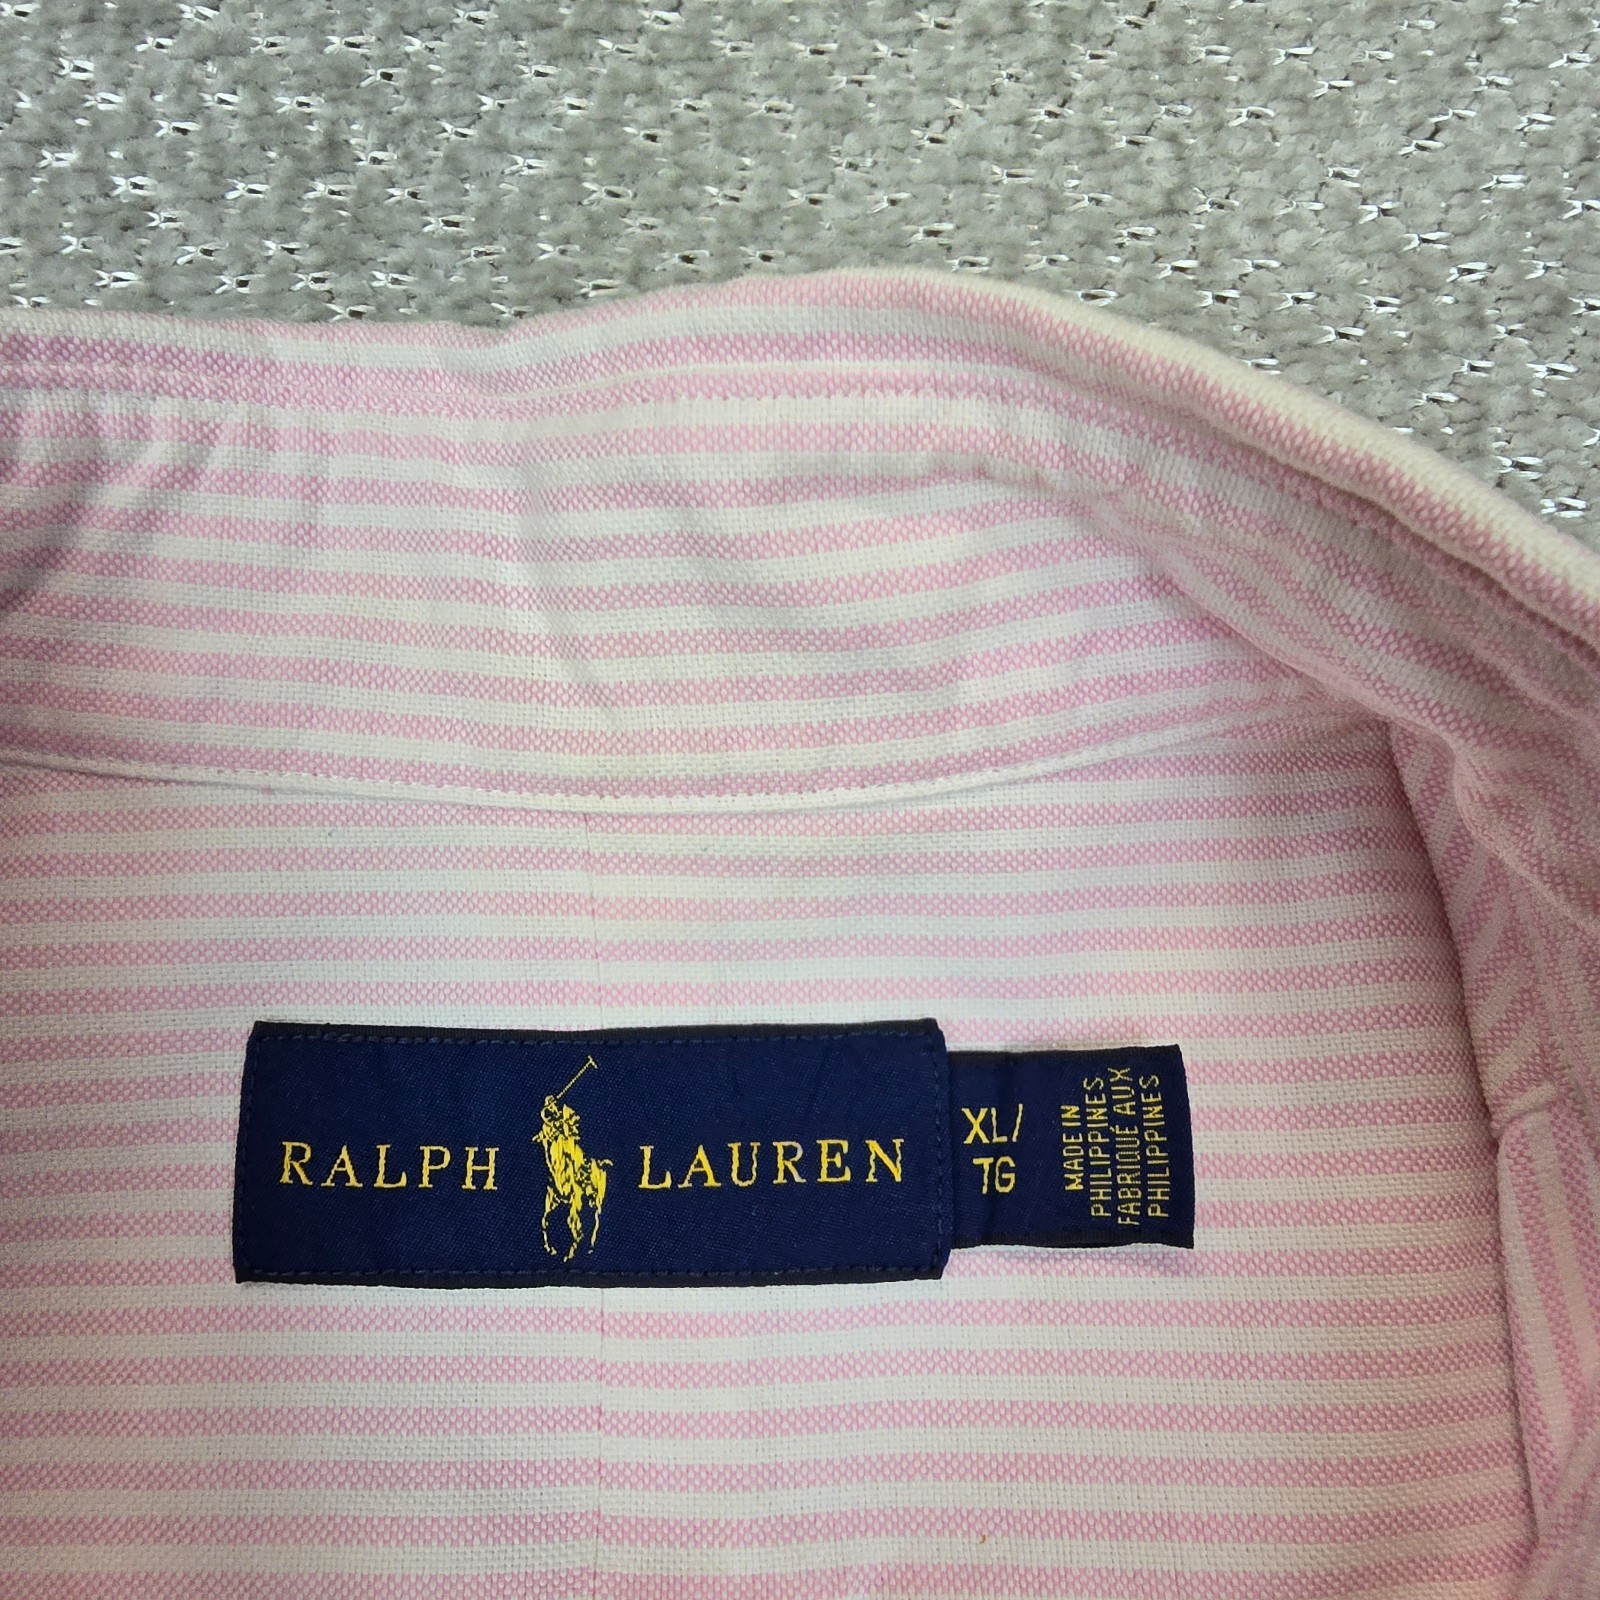 RALPH LAUREN
XL/
TG
MADE IN
PHILIPPINES
FABRIQUÉ AUX
PHILIPPINES